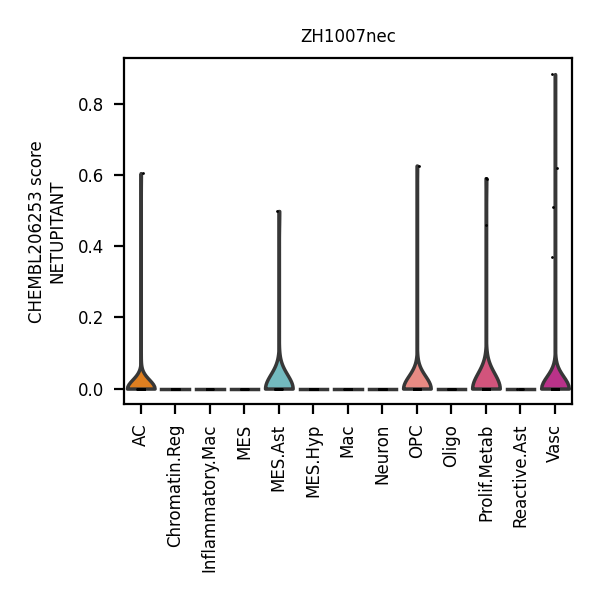 ZH1007nec
CHEMBL206253 score
NETUPITANT
0.8
0.6
0.4
0.2
0.0
AC
Chromatin.Reg
Inflammatory.Mac
MES
MES.Ast
MES.Hyp
Mac
Neuron
OPC
Oligo
Prolif.Metab
Reactive.Ast
Vasc